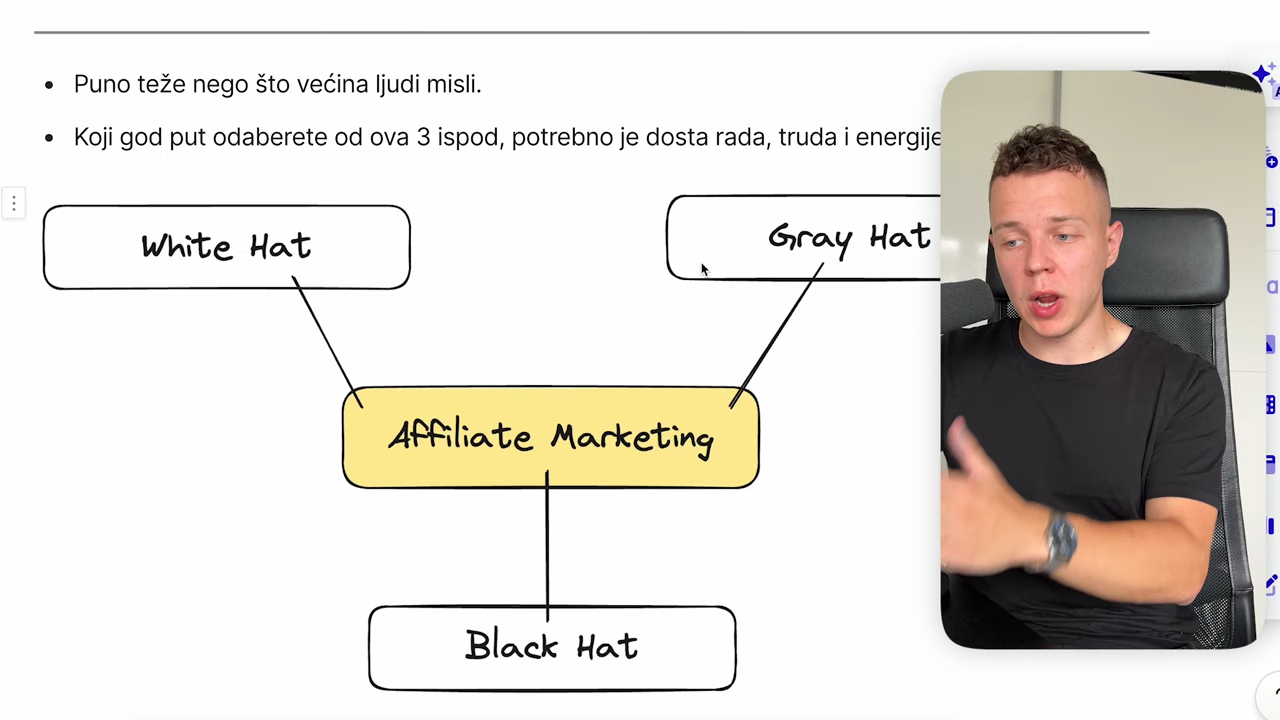 Puno teže nego što većina ljudi misli.
Koji god put odaberete od ova 3 ispod, potrebno je dosta rada, truda i energije
White Hat
Gray Hat
Affiliate Marketing
Black Hat